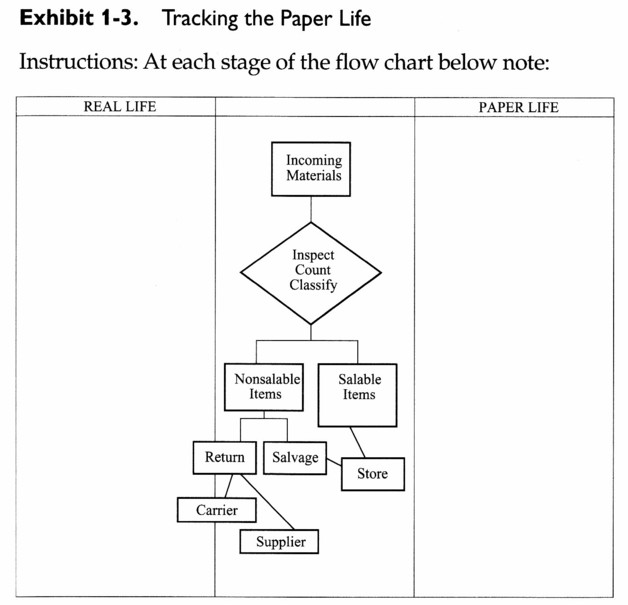 Exhibit 1-3. Tracking the Paper Life
Instructions: At each stage of the flow chart below note:
REAL LIFE
PAPER LIFE
Incoming
Materials
Inspect
Count
Classify
Nonsalable
Items
Salable
Items
Return
Salvage
Store
Carrier
Supplier